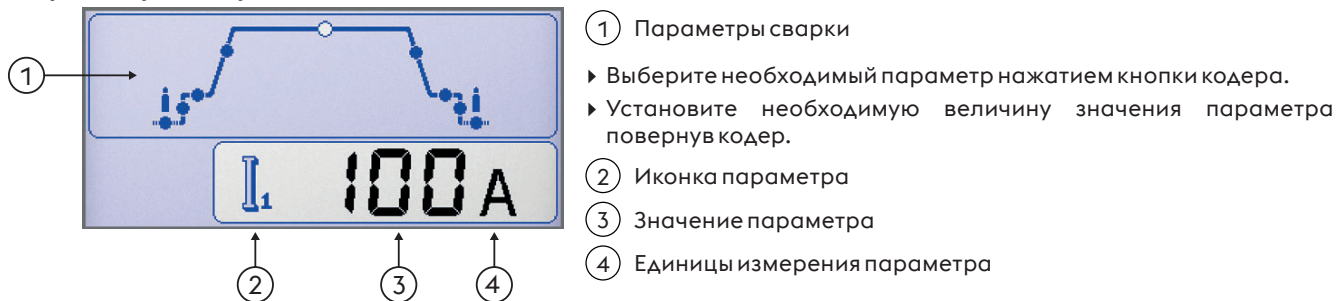 1 Параметры сварки
1
▸ Выберите необходимый параметр нажатием кнопки кодера.
▸ Установите необходимую величину значения параметра
повернув кодер.
I1 100 A
2 Иконка параметра
3 Значение параметра
4 Единицы измерения параметра
2 3 4